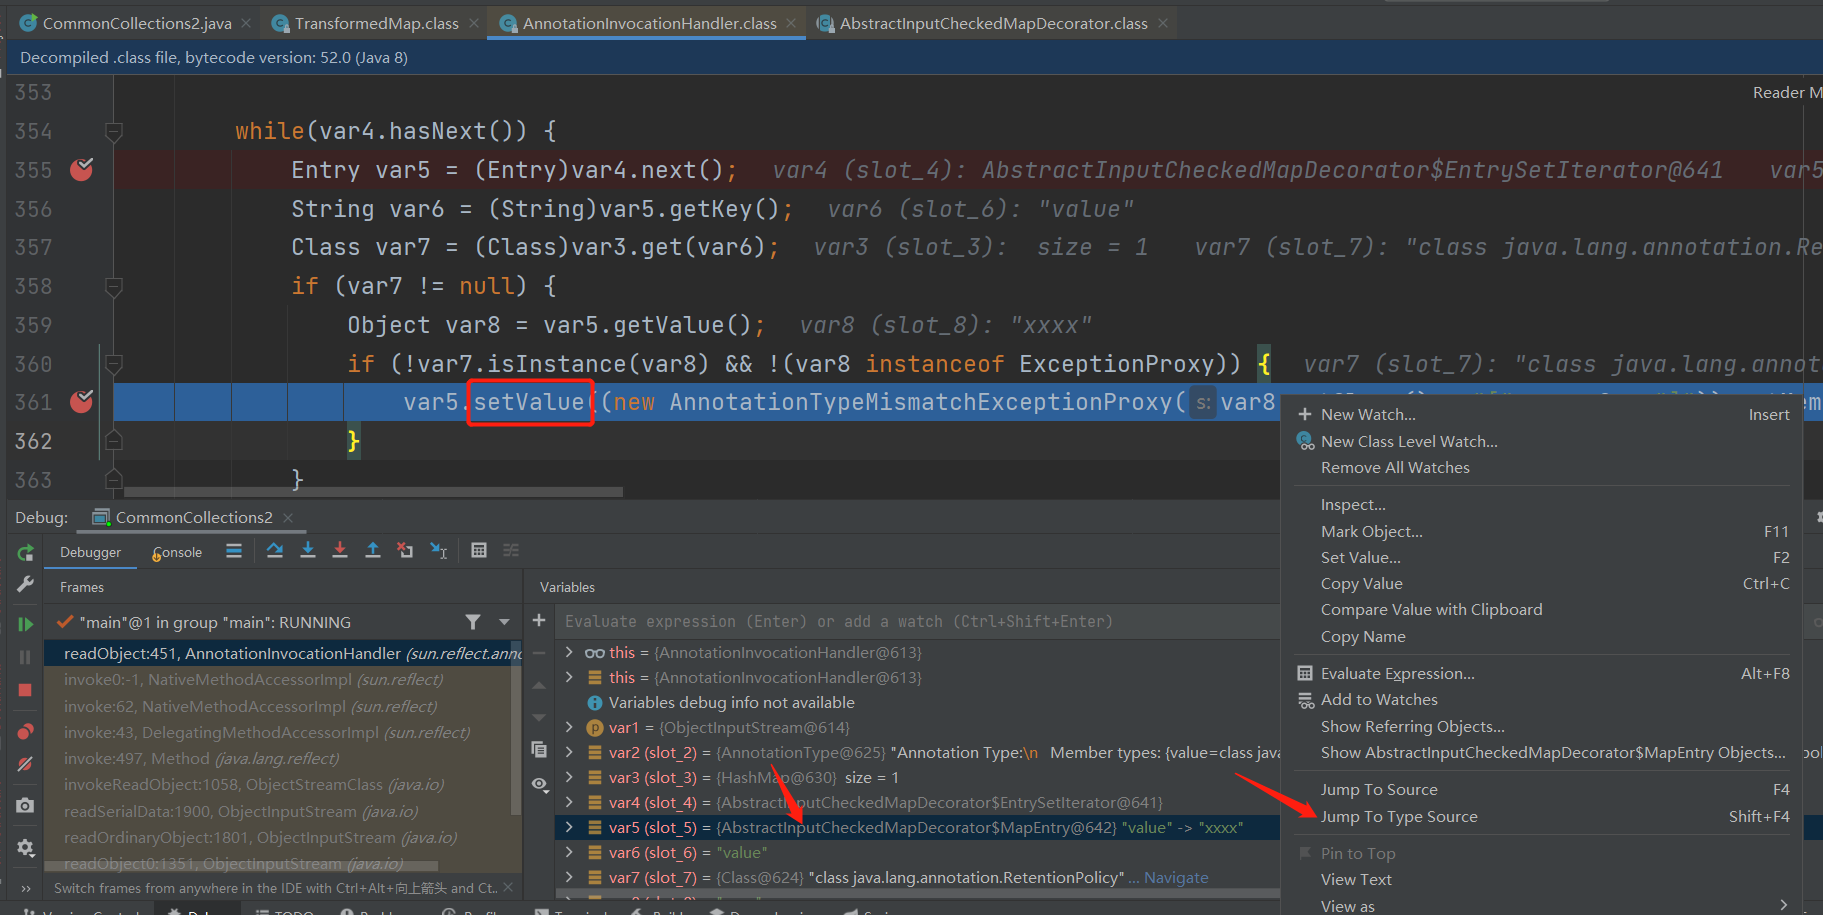 CommonCollections2.java
TransformedMap.class
AnnotationInvocationHandler.class
AbstractInputCheckedMapDecorator.class
Decompiled .class file, bytecode version: 52.0 (Java 8)
Reader M
353
354 while(var4.hasNext()) {
355 Entry var5 = (Entry)var4.next(); var4 (slot_4): AbstractInputCheckedMapDecorator$EntrySetIterator@641 var5
356 String var6 = (String)var5.getKey(); var6 (slot_6): "value"
357 Class var7 = (Class)var3.get(var6); var3 (slot_3): size = 1 var7 (slot_7): "class java.lang.annotation.Re
358 if (var7 != null) {
359 Object var8 = var5.getValue(); var8 (slot_8): "xxxx"
360 if (!var7.isInstance(var8) && !(var8 instanceof ExceptionProxy)) { var7 (slot_7): "class java.lang.annot
361 var5.setValue((new AnnotationTypeMismatchExceptionProxy( s: var8
362 }
363 }
Debug: CommonCollections2
Debugger Console
Frames
Variables
"main"@1 in group "main": RUNNING
readObject:451, AnnotationInvocationHandler (sun.reflect.anno
invoke0:-1, NativeMethodAccessorImpl (sun.reflect)
invoke:62, NativeMethodAccessorImpl (sun.reflect)
invoke:43, DelegatingMethodAccessorImpl (sun.reflect)
invoke:497, Method (java.lang.reflect)
invokeReadObject:1058, ObjectStreamClass (java.io)
readSerialData:1900, ObjectInputStream (java.io)
readOrdinaryObject:1801, ObjectInputStream (java.io)
readObject0:1351, ObjectInputStream (java.io)
Switch frames from anywhere in the IDE with Ctrl+Alt+向上箭头 and Ct..
Evaluate expression (Enter) or add a watch (Ctrl+Shift+Enter)
this = {AnnotationInvocationHandler@613}
this = {AnnotationInvocationHandler@613}
Variables debug info not available
var1 = {ObjectInputStream@614}
var2 (slot_2) = {AnnotationType@625} "Annotation Type:\n Member types: {value=class java
var3 (slot_3) = {HashMap@630} size = 1
var4 (slot_4) = {AbstractInputCheckedMapDecorator$EntrySetIterator@641}
var5 (slot_5) = {AbstractInputCheckedMapDecorator$MapEntry@642} "value" -> "xxxx"
var6 (slot_6) = "value"
var7 (slot_7) = {Class@624} "class java.lang.annotation.RetentionPolicy" ... Navigate
New Watch... Insert
New Class Level Watch...
Remove All Watches
Inspect...
Mark Object... F11
Set Value... F2
Copy Value Ctrl+C
Compare Value with Clipboard
Copy Name
Evaluate Expression... Alt+F8
Add to Watches
Show Referring Objects...
Show AbstractInputCheckedMapDecorator$MapEntry Objects...
Jump To Source F4
Jump To Type Source Shift+F4
Pin to Top
View Text
View as